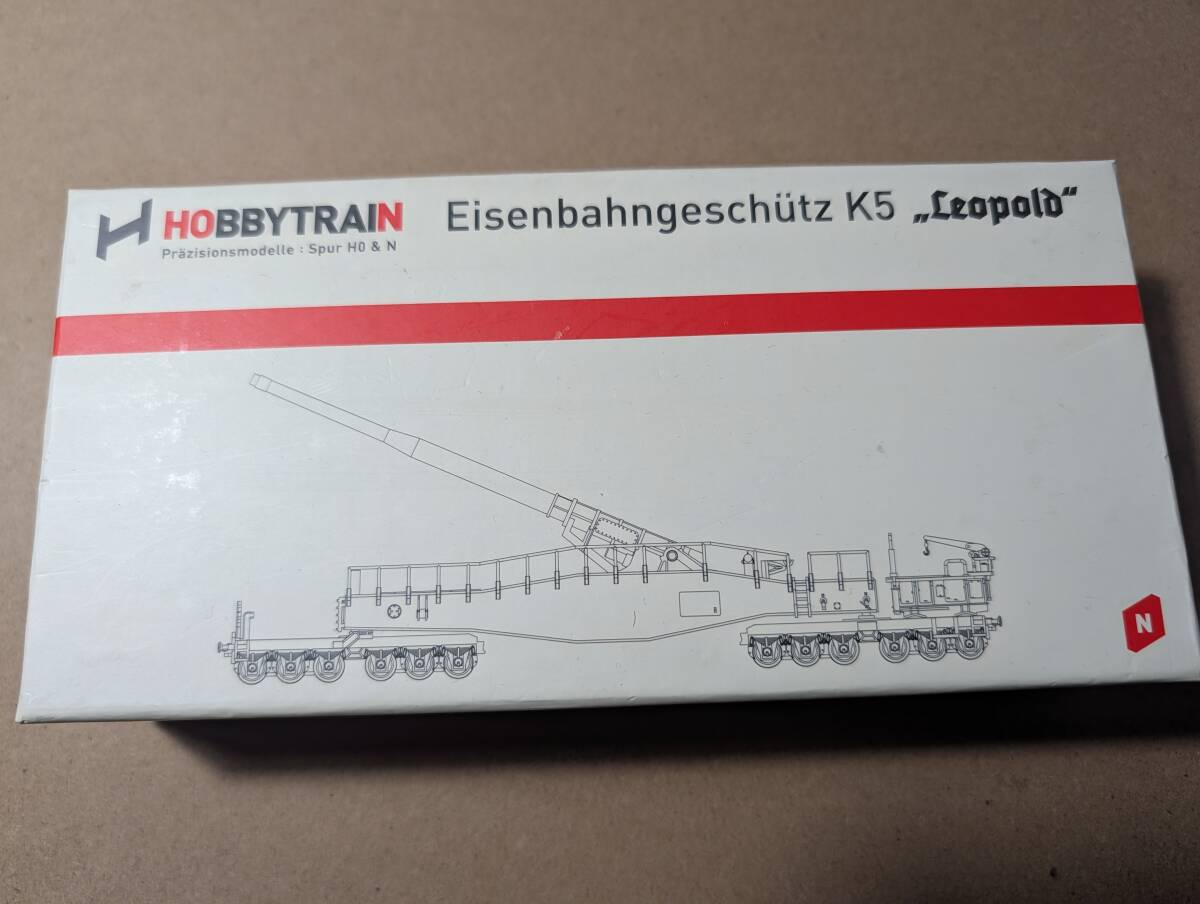 HOBBYTRAIN
Präzisionsmodelle : Spur H0 & N
Eisenbahngeschütz K5 „Leopold“
N